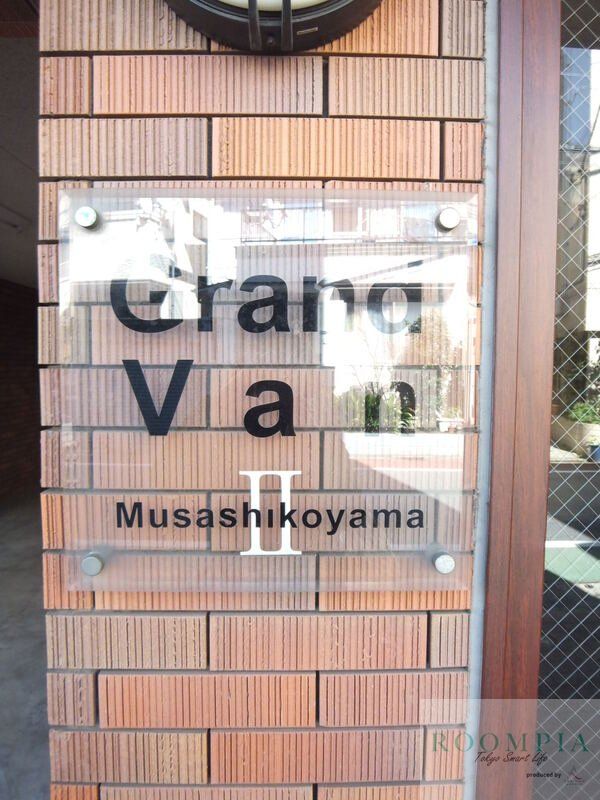 Grand
Van
II
Musashikoyama
ROOMPIA
Tokyo Smart Life
produced by